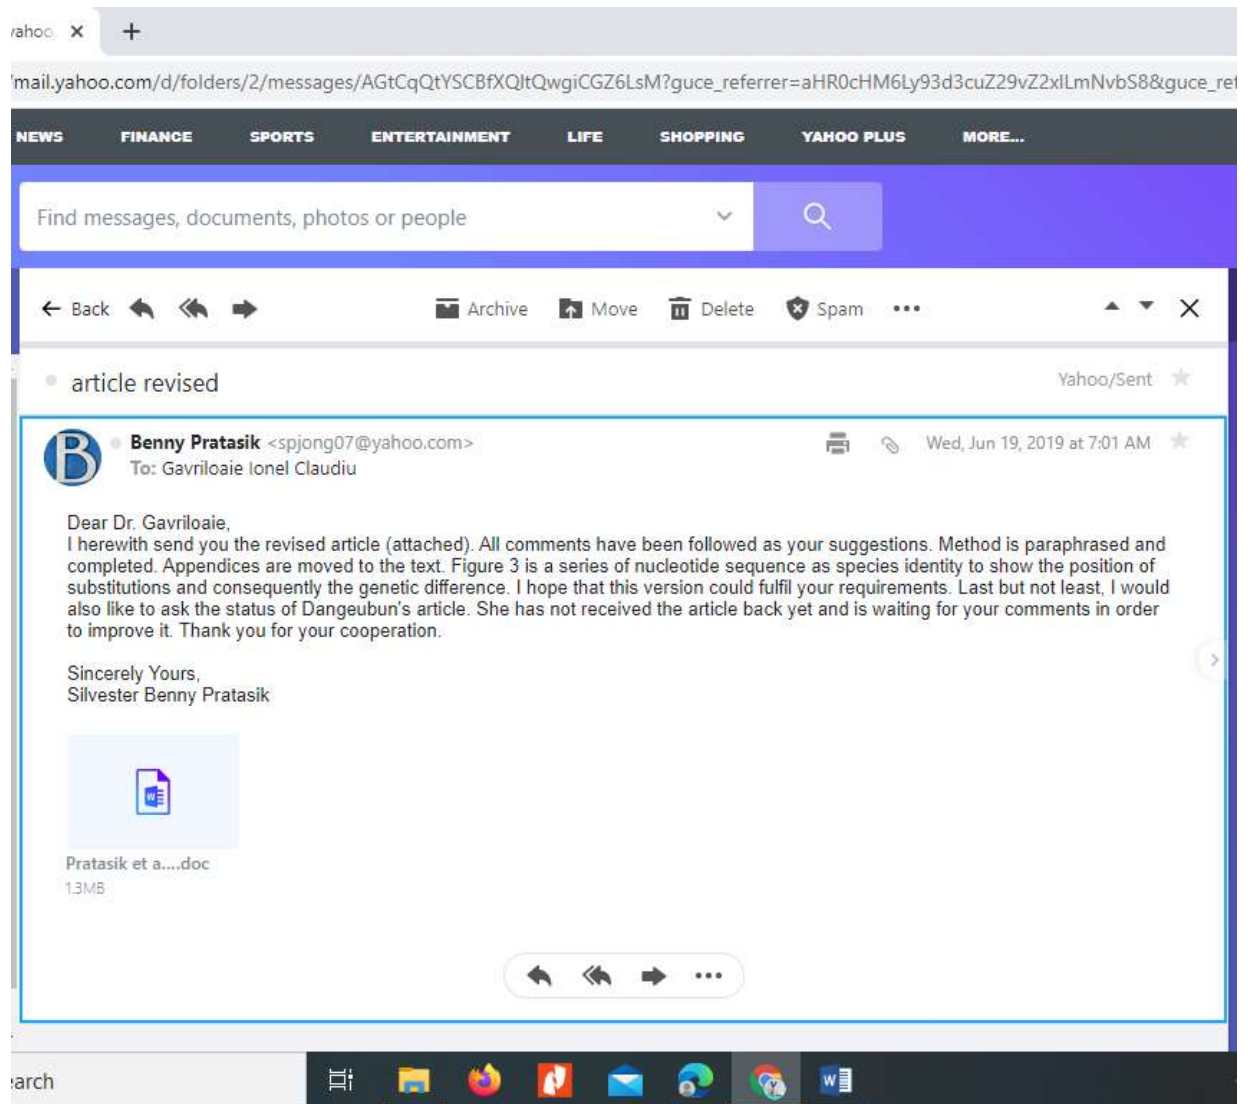 yahoo.
mail.yahoo.com/d/folders/2/messages/AGtCqQtYSCBfXQltQwgiCGZ6LsM?guce_referrer=aHR0cHM6Ly93d3cuZ29vZ2xlLmNvbS8&guce_ref
NEWS FINANCE SPORTS ENTERTAINMENT LIFE SHOPPING YAHOO PLUS MORE...
Find messages, documents, photos or people
Back Archive Move Delete Spam
article revised Yahoo/Sent
B Benny Pratasik <spjong07@yahoo.com> Wed, Jun 19, 2019 at 7:01 AM
To: Gavriloaie Ionel Claudiu
Dear Dr. Gavriloaie,
I herewith send you the revised article (attached). All comments have been followed as your suggestions. Method is paraphrased and
completed. Appendices are moved to the text. Figure 3 is a series of nucleotide sequence as species identity to show the position of
substitutions and consequently the genetic difference. I hope that this version could fulfil your requirements. Last but not least, I would
also like to ask the status of Dangeubun's article. She has not received the article back yet and is waiting for your comments in order
to improve it. Thank you for your cooperation.
Sincerely Yours,
Silvester Benny Pratasik
Pratasik et a....doc
1.3MB
earch